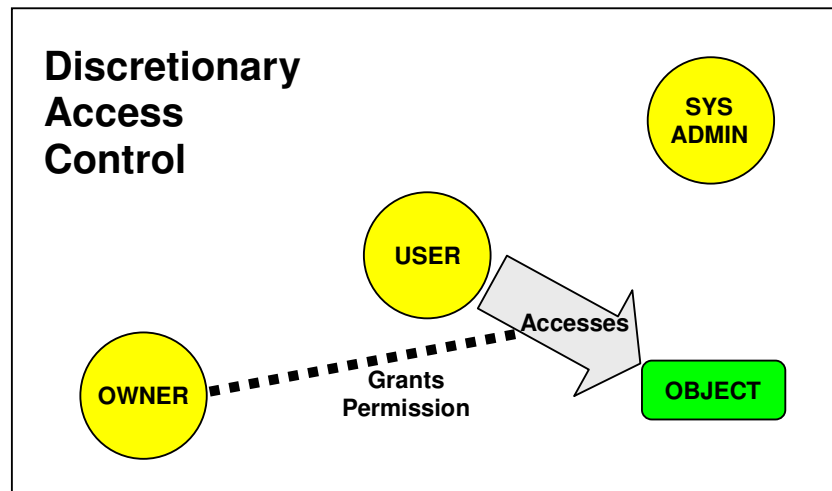 Discretionary
Access
Control
SYS
ADMIN
USER
Accesses
OWNER
Grants
Permission
OBJECT